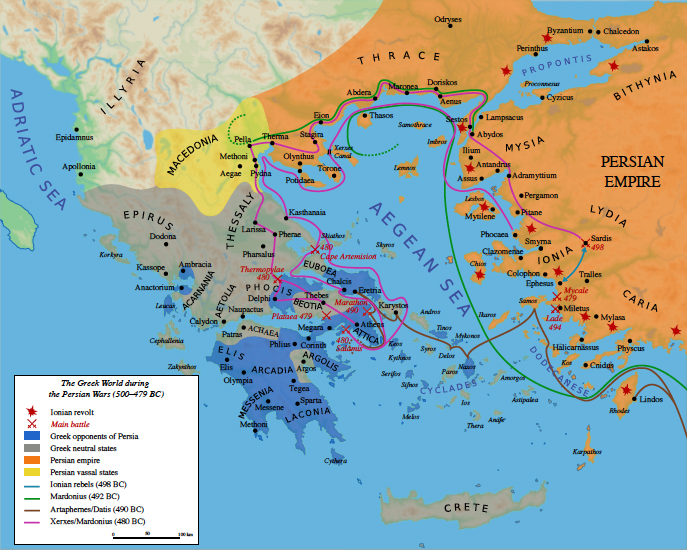 Odryses
Byzantium
Chalcedon
Perinthus
Astakos
THRACE
PROPONTIS
BITHYNIA
ILLYRIA
Maronea
Doriskos
Abdera
Aenus
Proconnesus
Cyzicus
ADRIATIC SEA
Eion
Thasos
Samothrace
Sestos
Lampsacus
Epidamnus
Stagira
Abydos
Pella
Therma
Xerxes
Canal
Imbros
MYSIA
MACEDONIA
Methoni
Olynthus
Ilium
PERSIAN
EMPIRE
Apollonia
Aegae
Pydna
Potidaea
Torone
Lemnos
Antandrus
Assus
Adramyttium
Pergamon
Lesbos
Mytilene
Pitane
LYDIA
EPIRUS
THESSALY
Kasthanaia
AEGEAN SEA
Larissa
Pherae
Skiathos
Phocaea
Smyrna
Sardis
498
Dodona
480
Cape Artemision
Skyros
Clazomenae
Korkyra
Pharsalus
IONIA
Kassope
Ambracia
Thermopylae
480
EUBOEA
Chios
Colophon
Tralles
Anactorium
ACARNANIA
PHOCIS
Chalcis
Eretria
Ephesus
Mycale
479
CARIA
Leucas
AETOLIA
Delphi
Thebes
BEOTIA
Marathon
490
Karystos
Samos
Naupactus
Andros
Ikaros
Lade
494
Miletus
Mylasa
Calydon
Plataea 479
Athens
ATTICA
Patras
ACHAEA
Megara
480
Salamis
Tinos
Mykonos
Cephallenia
Phlius
Corinth
Keos
Syros
Delos
Halicarnassus
Physcus
ELIS
ARGOLIS
Kythnos
Zakynthos
Elis
ARCADIA
Argos
Serifos
Paros
Naxos
DODECANESE
Kos
Cnidus
Olympia
Tegea
Sifnos
CYCLADES
Amorgos
MESSENIA
Messene
Sparta
Ios
Astipalea
Rhodes
Lindos
LACONIA
Melos
Thera
Anafe
Methoni
Cythera
Karpathos
CRETE
The Greek World during
the Persian Wars (500–479 BC)
Ionian revolt
Main battle
Greek opponents of Persia
Greek neutral states
Persian empire
Persian vassal states
Ionian rebels (498 BC)
Mardonius (492 BC)
Artaphernes/Datis (490 BC)
Xerxes/Mardonius (480 BC)
0 50 100 km